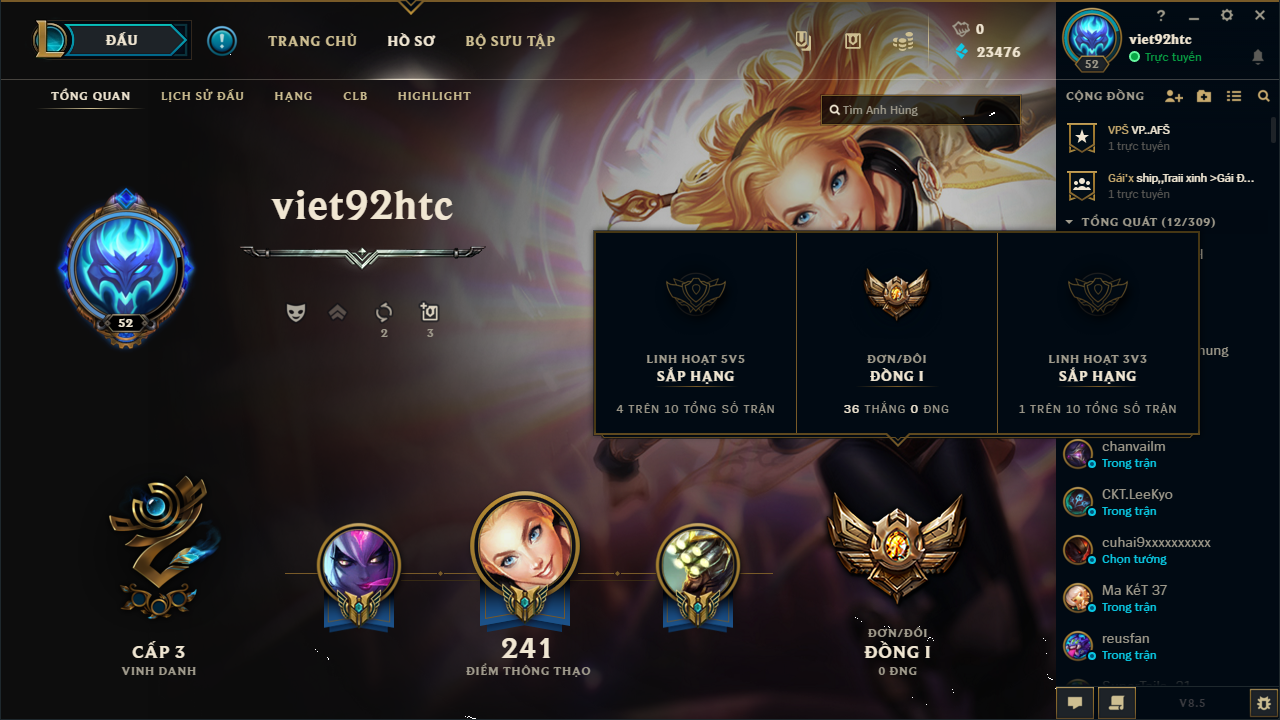 ĐẤU
!
TRANG CHỦ
HỒ SƠ
BỘ SƯU TẬP
0
23476
?
viet92htc
Trực tuyến
52
TỔNG QUAN
LỊCH SỬ ĐẤU
HẠNG
CLB
HIGHLIGHT
Tìm Anh Hùng
CỘNG ĐỒNG
VPŠ VP..AFŠ
1 trực tuyến
Gái'x ship,,Traii xinh >Gái Đ...
1 trực tuyến
TỔNG QUÁT (12/309)
viet92htc
52
2
3
LINH HOẠT 5V5
SẮP HẠNG
4 TRÊN 10 TỔNG SỐ TRẬN
ĐƠN/ĐÔI
ĐỒNG I
36 THẮNG 0 ĐNG
LINH HOẠT 3V3
SẮP HẠNG
1 TRÊN 10 TỔNG SỐ TRẬN
hung
chanvailm
Trong trận
CKT.LeeKyo
Trong trận
cuhai9xxxxxxxxxx
Chọn tướng
Ma KếT 37
Trong trận
reusfan
Trong trận
CẤP 3
VINH DANH
241
ĐIỂM THÔNG THẠO
ĐƠN/ĐÔI
ĐỒNG I
0 ĐNG
V8.5